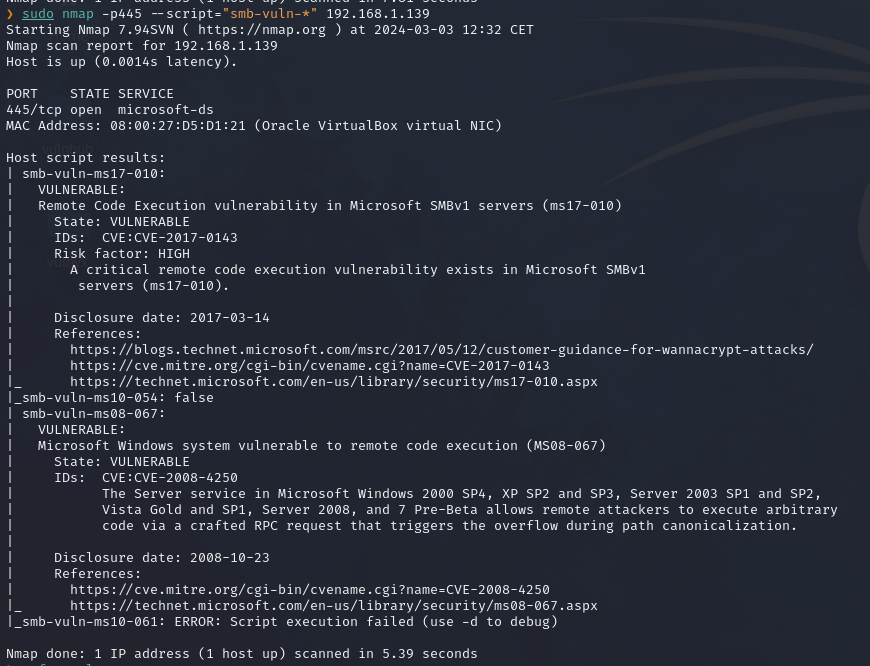 ❯ sudo nmap -p445 --script="smb-vuln-*" 192.168.1.139
Starting Nmap 7.94SVN ( https://nmap.org ) at 2024-03-03 12:32 CET
Nmap scan report for 192.168.1.139
Host is up (0.0014s latency).

PORT    STATE SERVICE
445/tcp open  microsoft-ds
MAC Address: 08:00:27:D5:D1:21 (Oracle VirtualBox virtual NIC)

Host script results:
| smb-vuln-ms17-010:
|   VULNERABLE:
|   Remote Code Execution vulnerability in Microsoft SMBv1 servers (ms17-010)
|     State: VULNERABLE
|     IDs:  CVE:CVE-2017-0143
|     Risk factor: HIGH
|       A critical remote code execution vulnerability exists in Microsoft SMBv1
|        servers (ms17-010).
|
|     Disclosure date: 2017-03-14
|     References:
|       https://blogs.technet.microsoft.com/msrc/2017/05/12/customer-guidance-for-wannacrypt-attacks/
|       https://cve.mitre.org/cgi-bin/cvename.cgi?name=CVE-2017-0143
|_      https://technet.microsoft.com/en-us/library/security/ms17-010.aspx
|_smb-vuln-ms10-054: false
| smb-vuln-ms08-067:
|   VULNERABLE:
|   Microsoft Windows system vulnerable to remote code execution (MS08-067)
|     State: VULNERABLE
|     IDs:  CVE:CVE-2008-4250
|           The Server service in Microsoft Windows 2000 SP4, XP SP2 and SP3, Server 2003 SP1 and SP2,
|           Vista Gold and SP1, Server 2008, and 7 Pre-Beta allows remote attackers to execute arbitrary
|           code via a crafted RPC request that triggers the overflow during path canonicalization.
|
|     Disclosure date: 2008-10-23
|     References:
|       https://cve.mitre.org/cgi-bin/cvename.cgi?name=CVE-2008-4250
|_      https://technet.microsoft.com/en-us/library/security/ms08-067.aspx
|_smb-vuln-ms10-061: ERROR: Script execution failed (use -d to debug)

Nmap done: 1 IP address (1 host up) scanned in 5.39 seconds